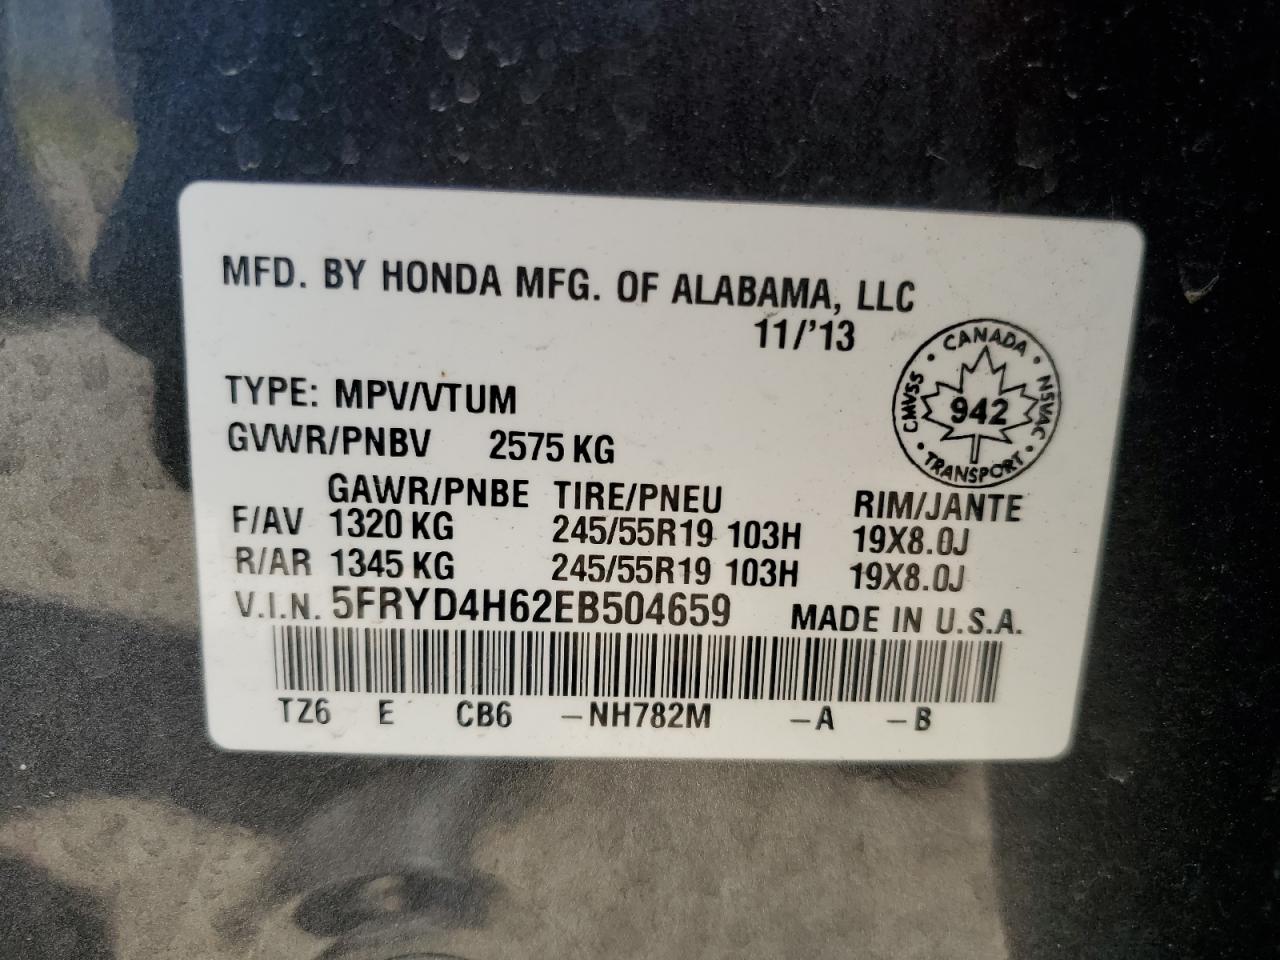 MFD. BY HONDA MFG. OF ALABAMA, LLC
11/'13
CANADA
CMVSS 942 NSVAC
TRANSPORT
TYPE: MPV/VTUM
GVWR/PNBV 2575 KG
GAWR/PNBE TIRE/PNEU RIM/JANTE
F/AV 1320 KG 245/55R19 103H 19X8.0J
R/AR 1345 KG 245/55R19 103H 19X8.0J
V.I.N. 5FRYD4H62EB504659 MADE IN U.S.A.
TZ6 E CB6 –NH782M –A –B